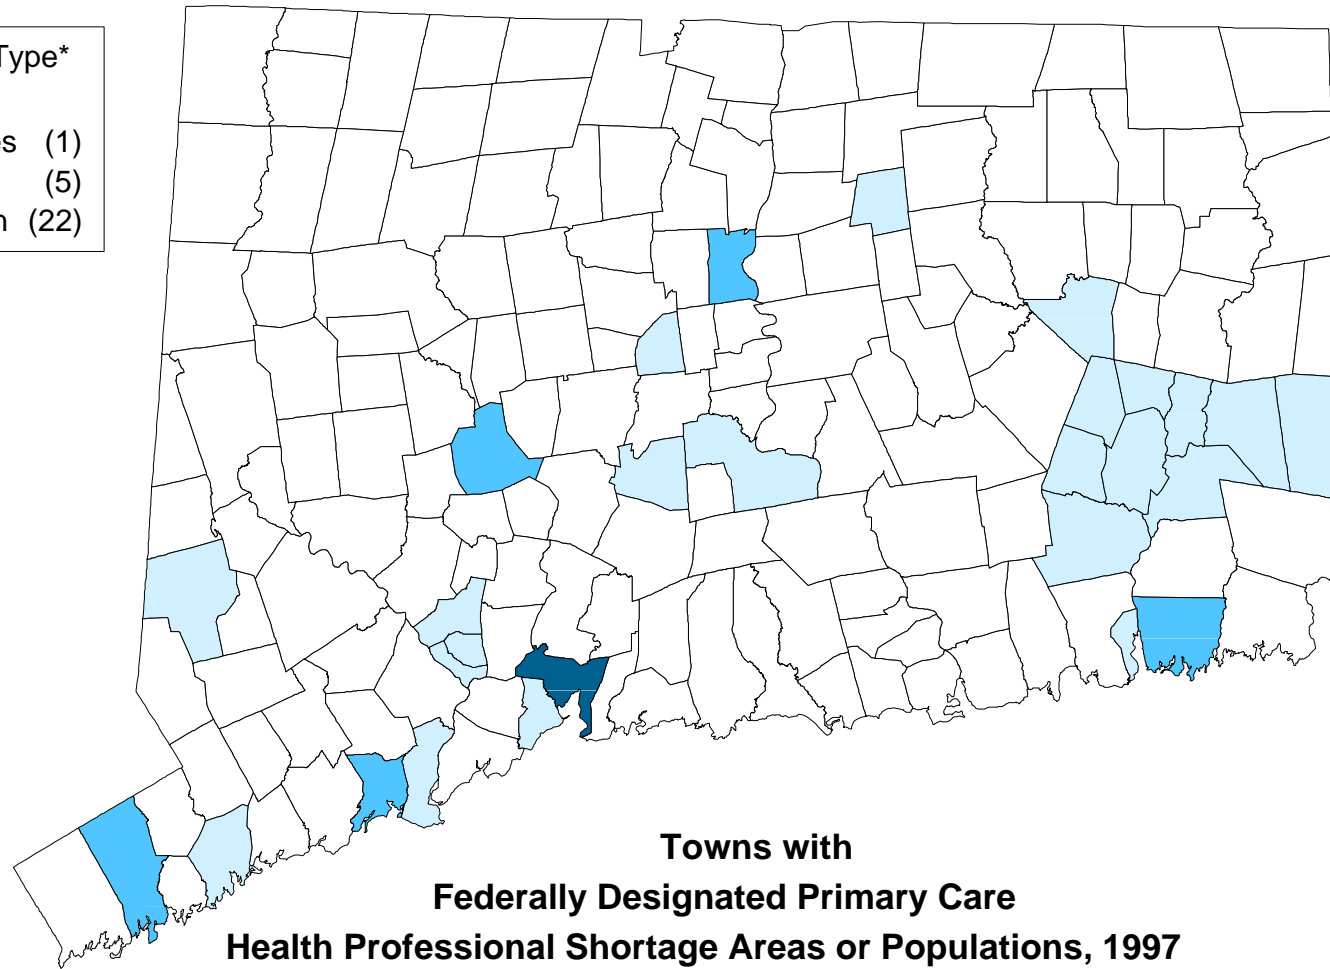 Type*
(1)
(5)
(22)
Towns with
Federally Designated Primary Care
Health Professional Shortage Areas or Populations, 1997